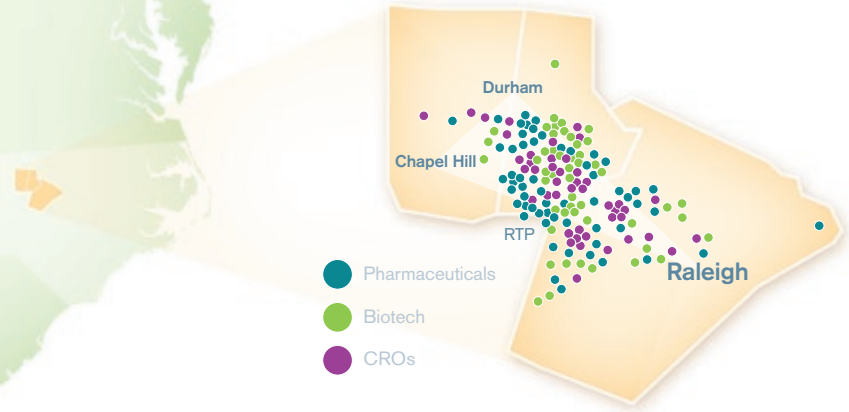 Durham
Chapel Hill
RTP
Raleigh
Pharmaceuticals
Biotech
CROs